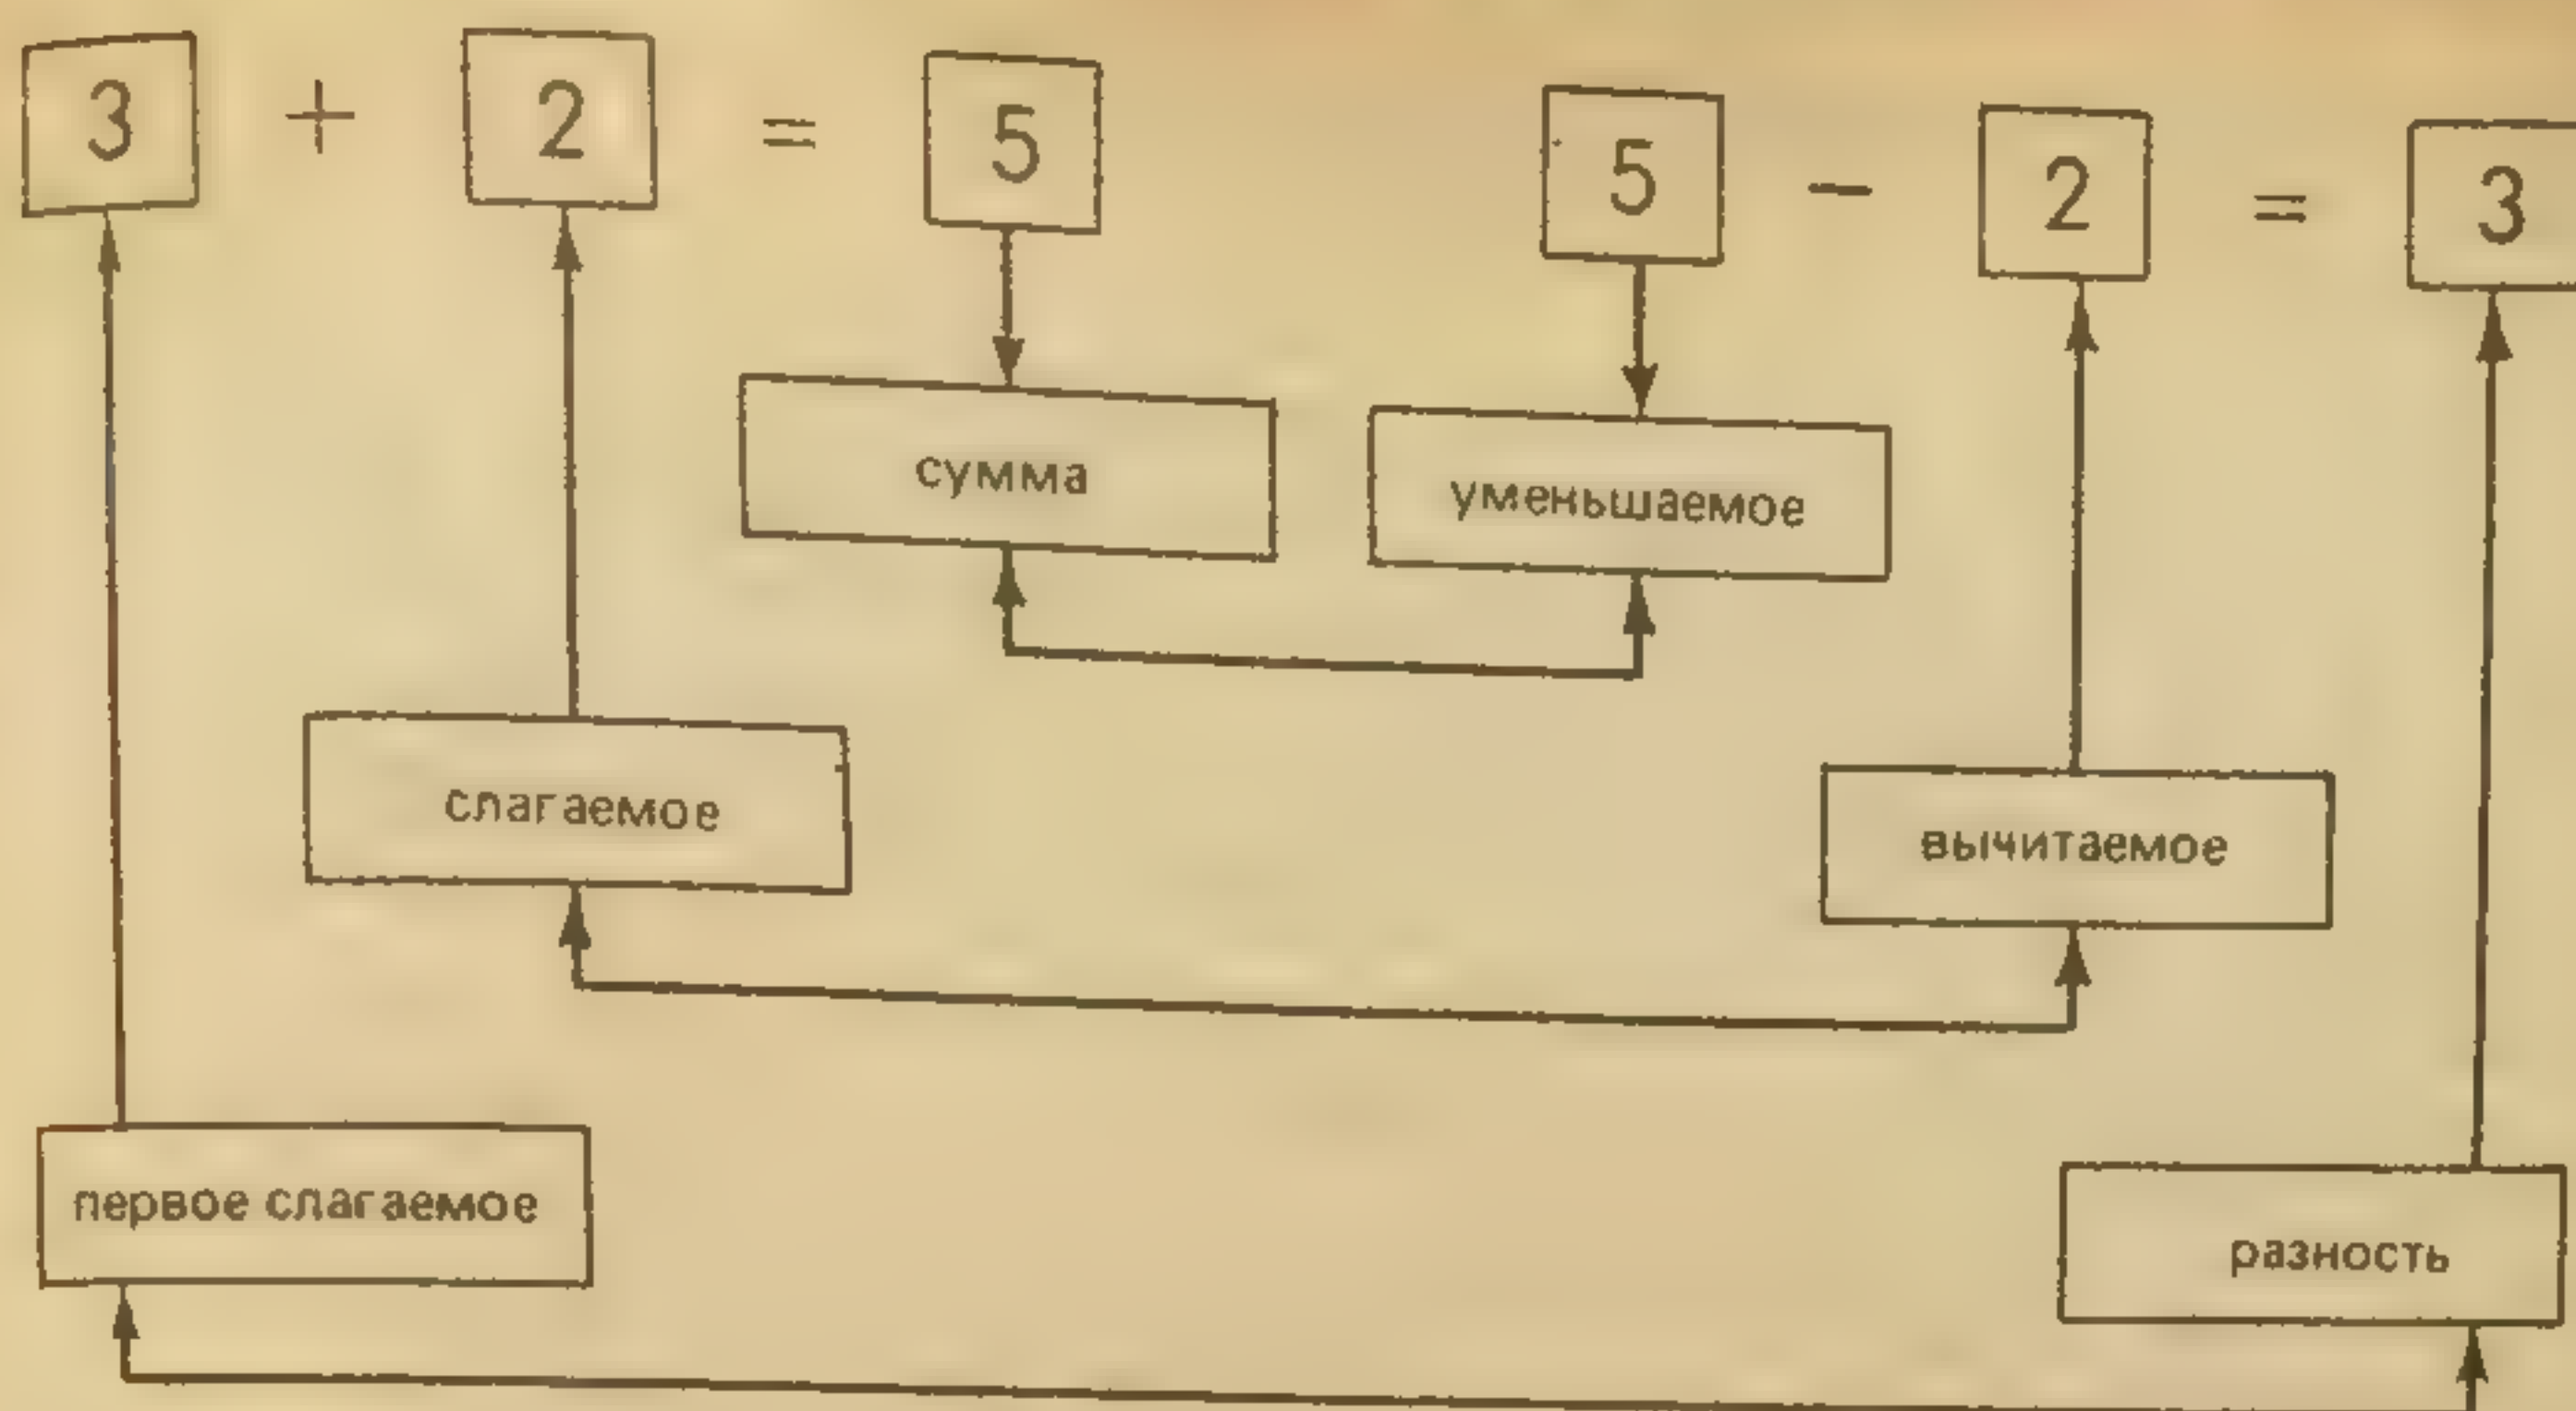 3 + 2 = 5
5 - 2 = 3
сумма
уменьшаемое
слагаемое
вычитаемое
первое слагаемое
разность